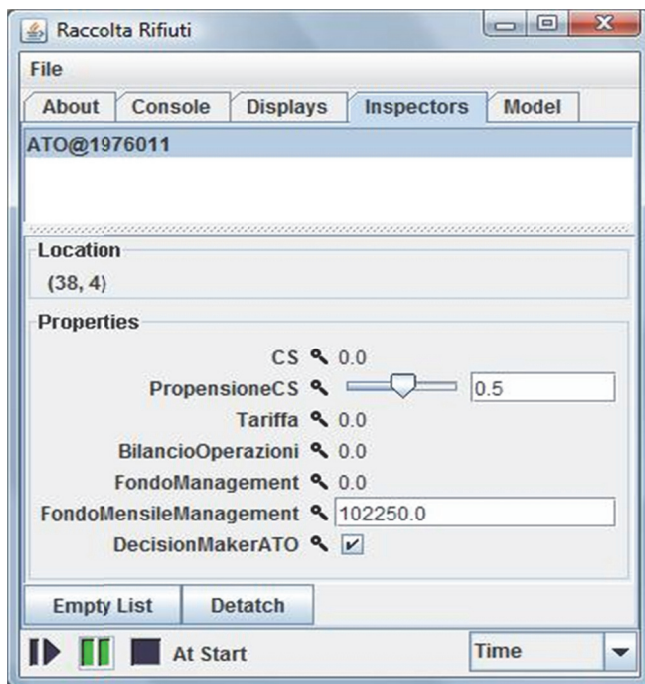 Raccolta Rifiuti
File
About Console Displays Inspectors Model
ATO@1976011
Location
(38, 4)
Properties
CS 0.0
PropensioneCS 0.5
Tariffa 0.0
BilancioOperazioni 0.0
FondoManagement 0.0
FondoMensileManagement 102250.0
DecisionMakerATO
Empty List Detatch
At Start Time